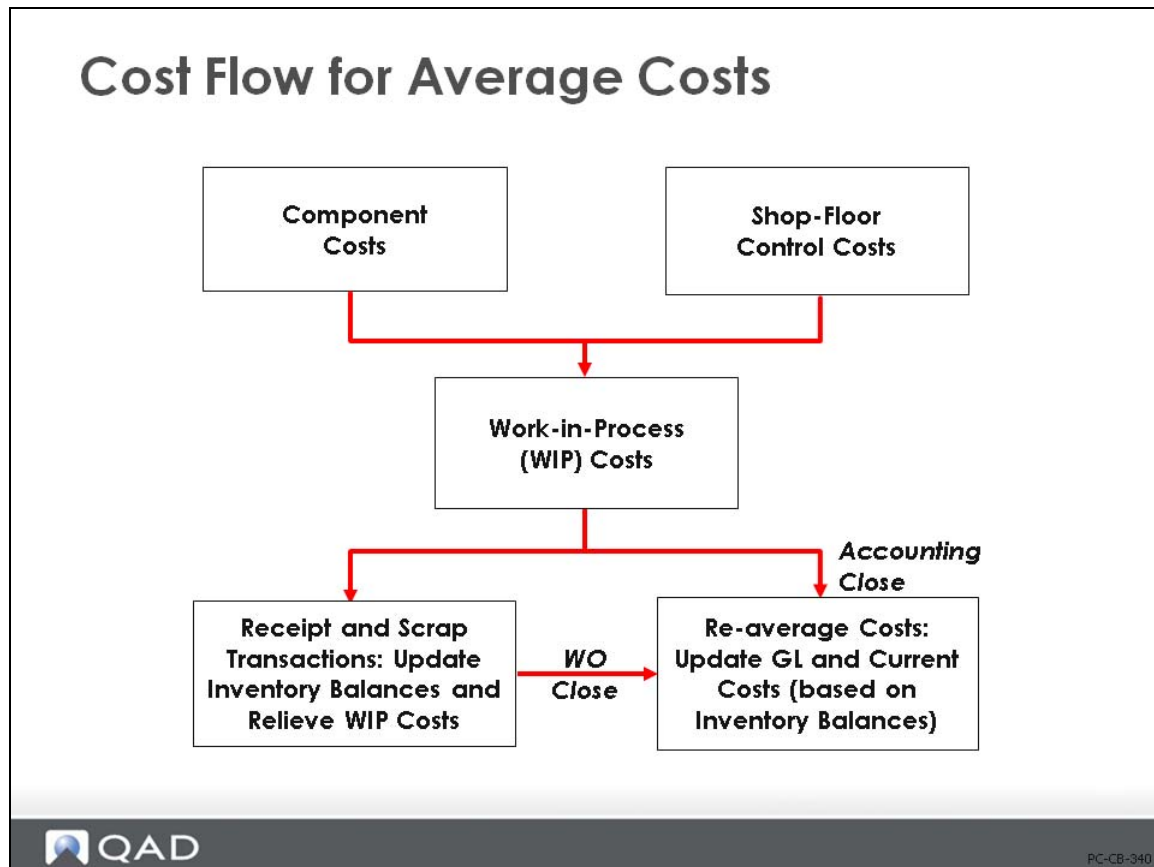 Cost Flow for Average Costs
Component
Costs
Shop-Floor
Control Costs
Work-in-Process
(WIP) Costs
Accounting
Close
Receipt and Scrap
Transactions: Update
Inventory Balances and
Relieve WIP Costs
WO
Close
Re-average Costs:
Update GL and Current
Costs (based on
Inventory Balances)
QAD
PC-CB-340